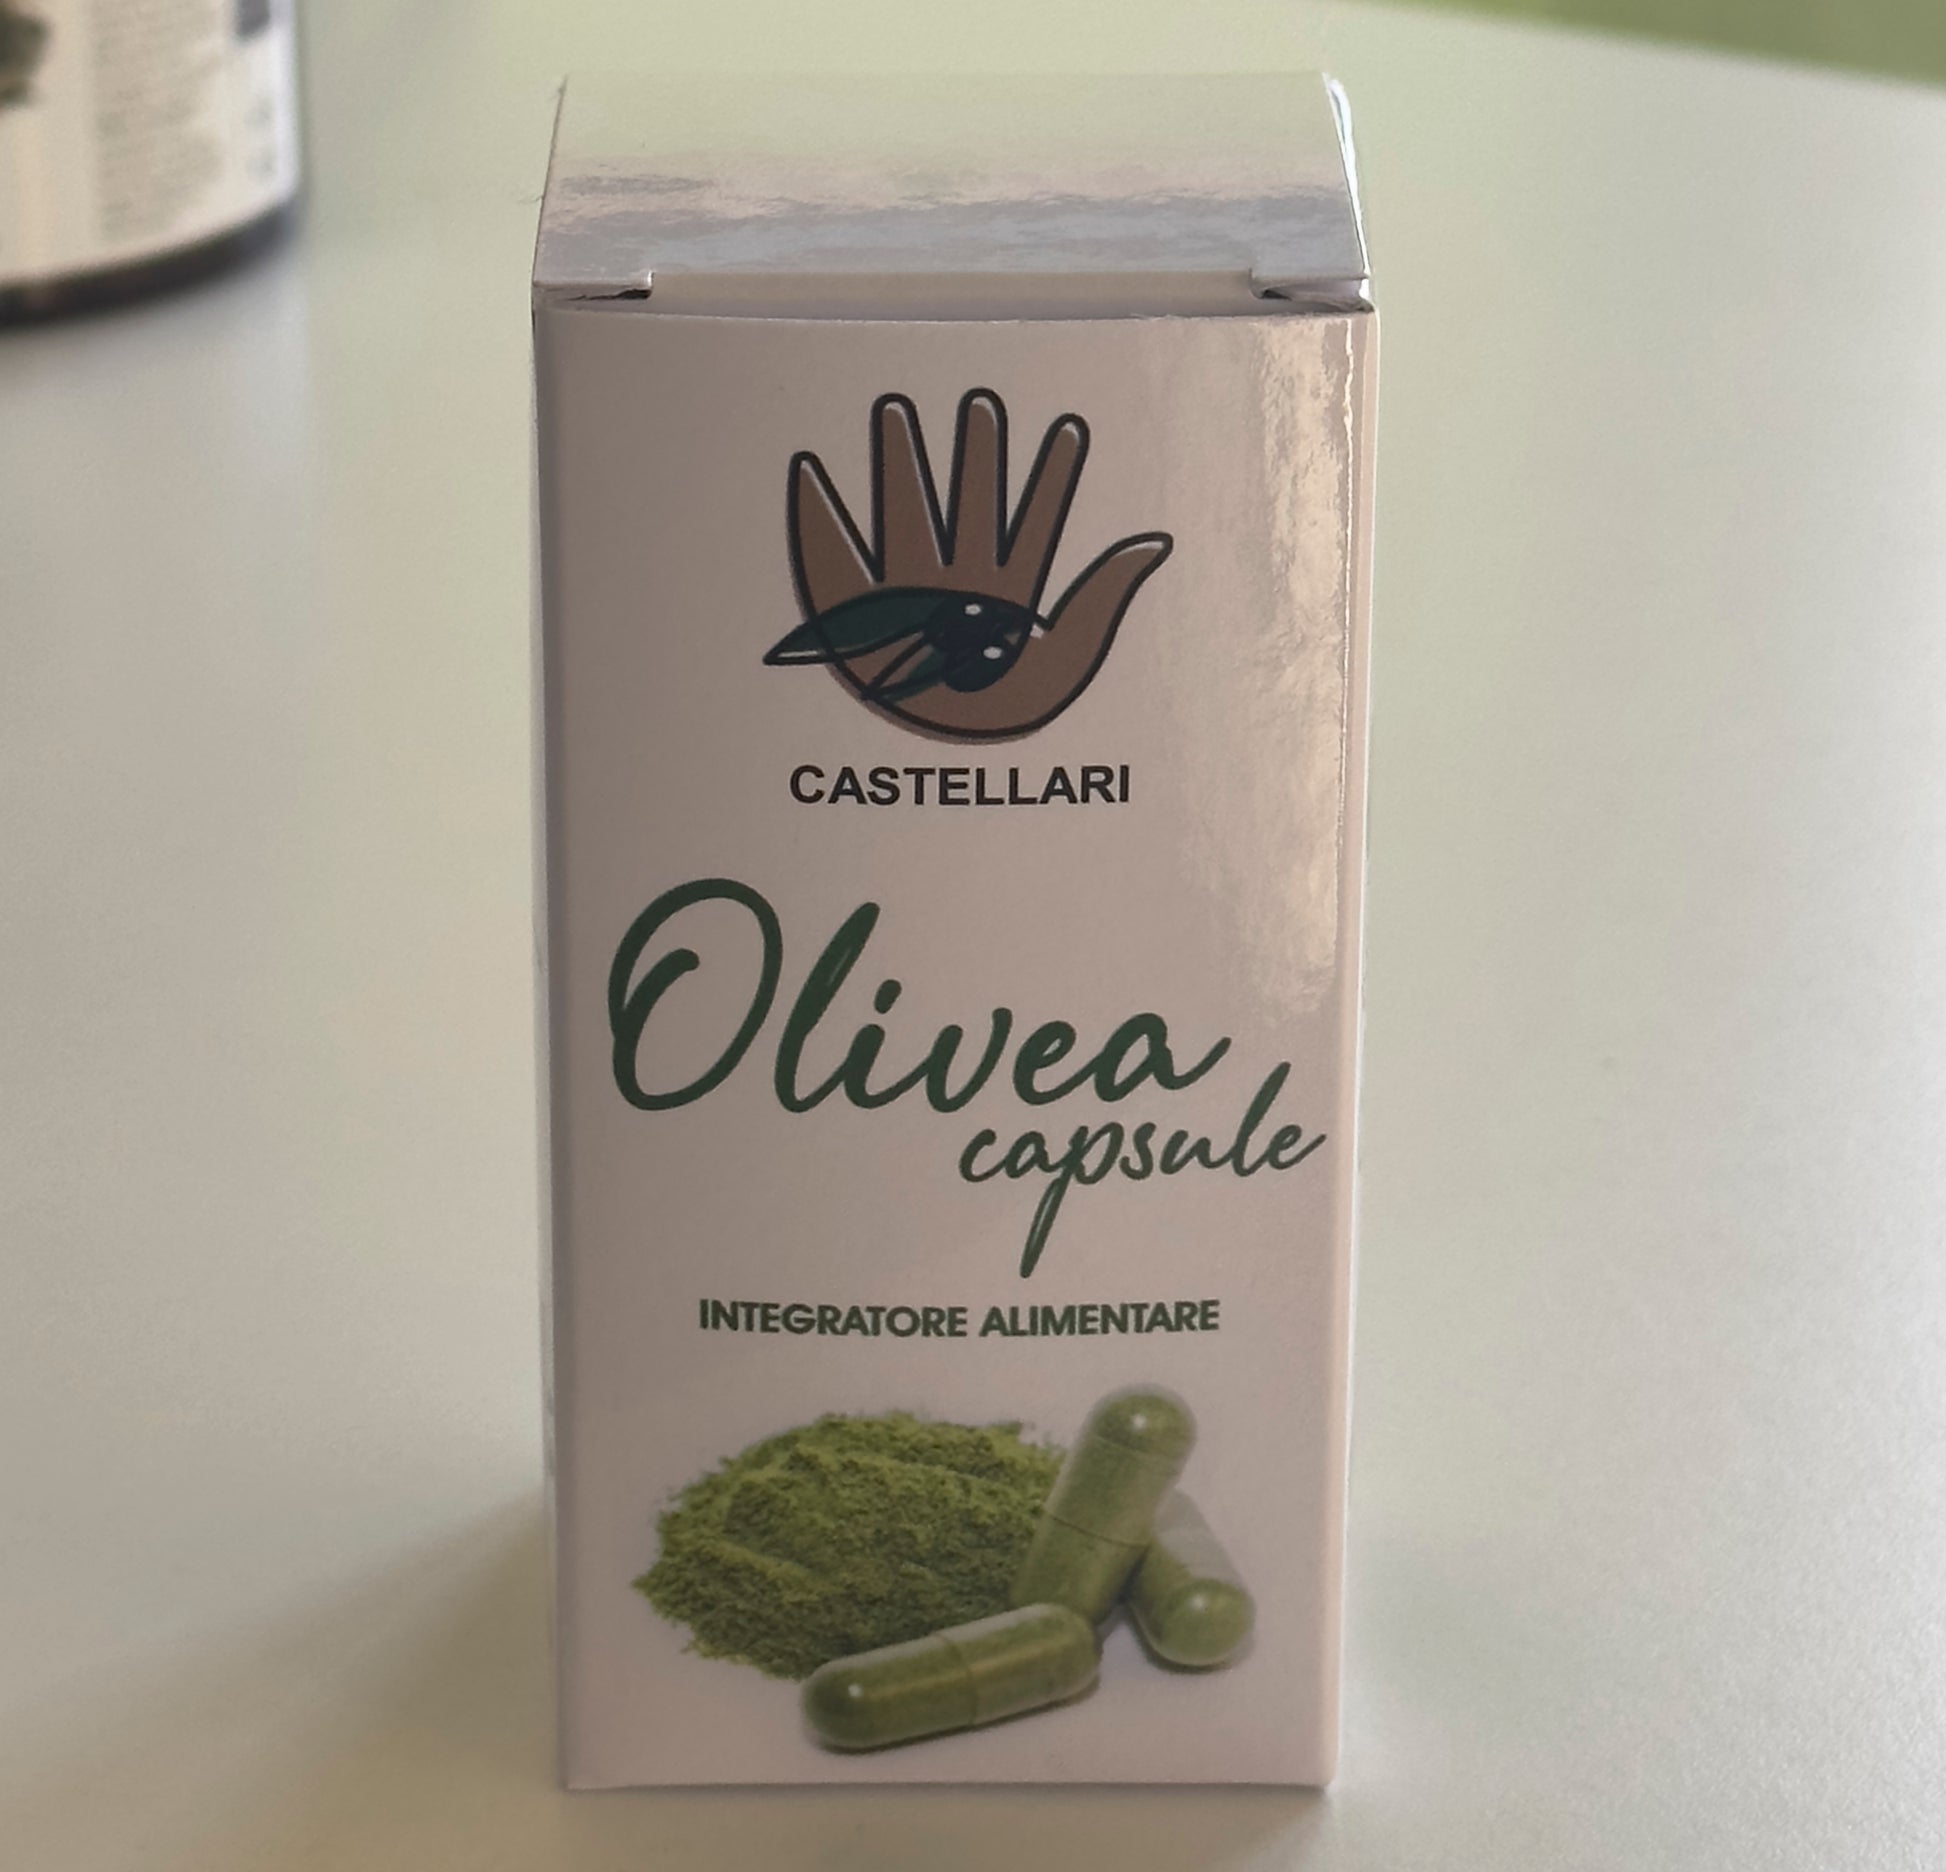 CASTELLARI
Olivea
capsule
INTEGRATORE ALIMENTARE